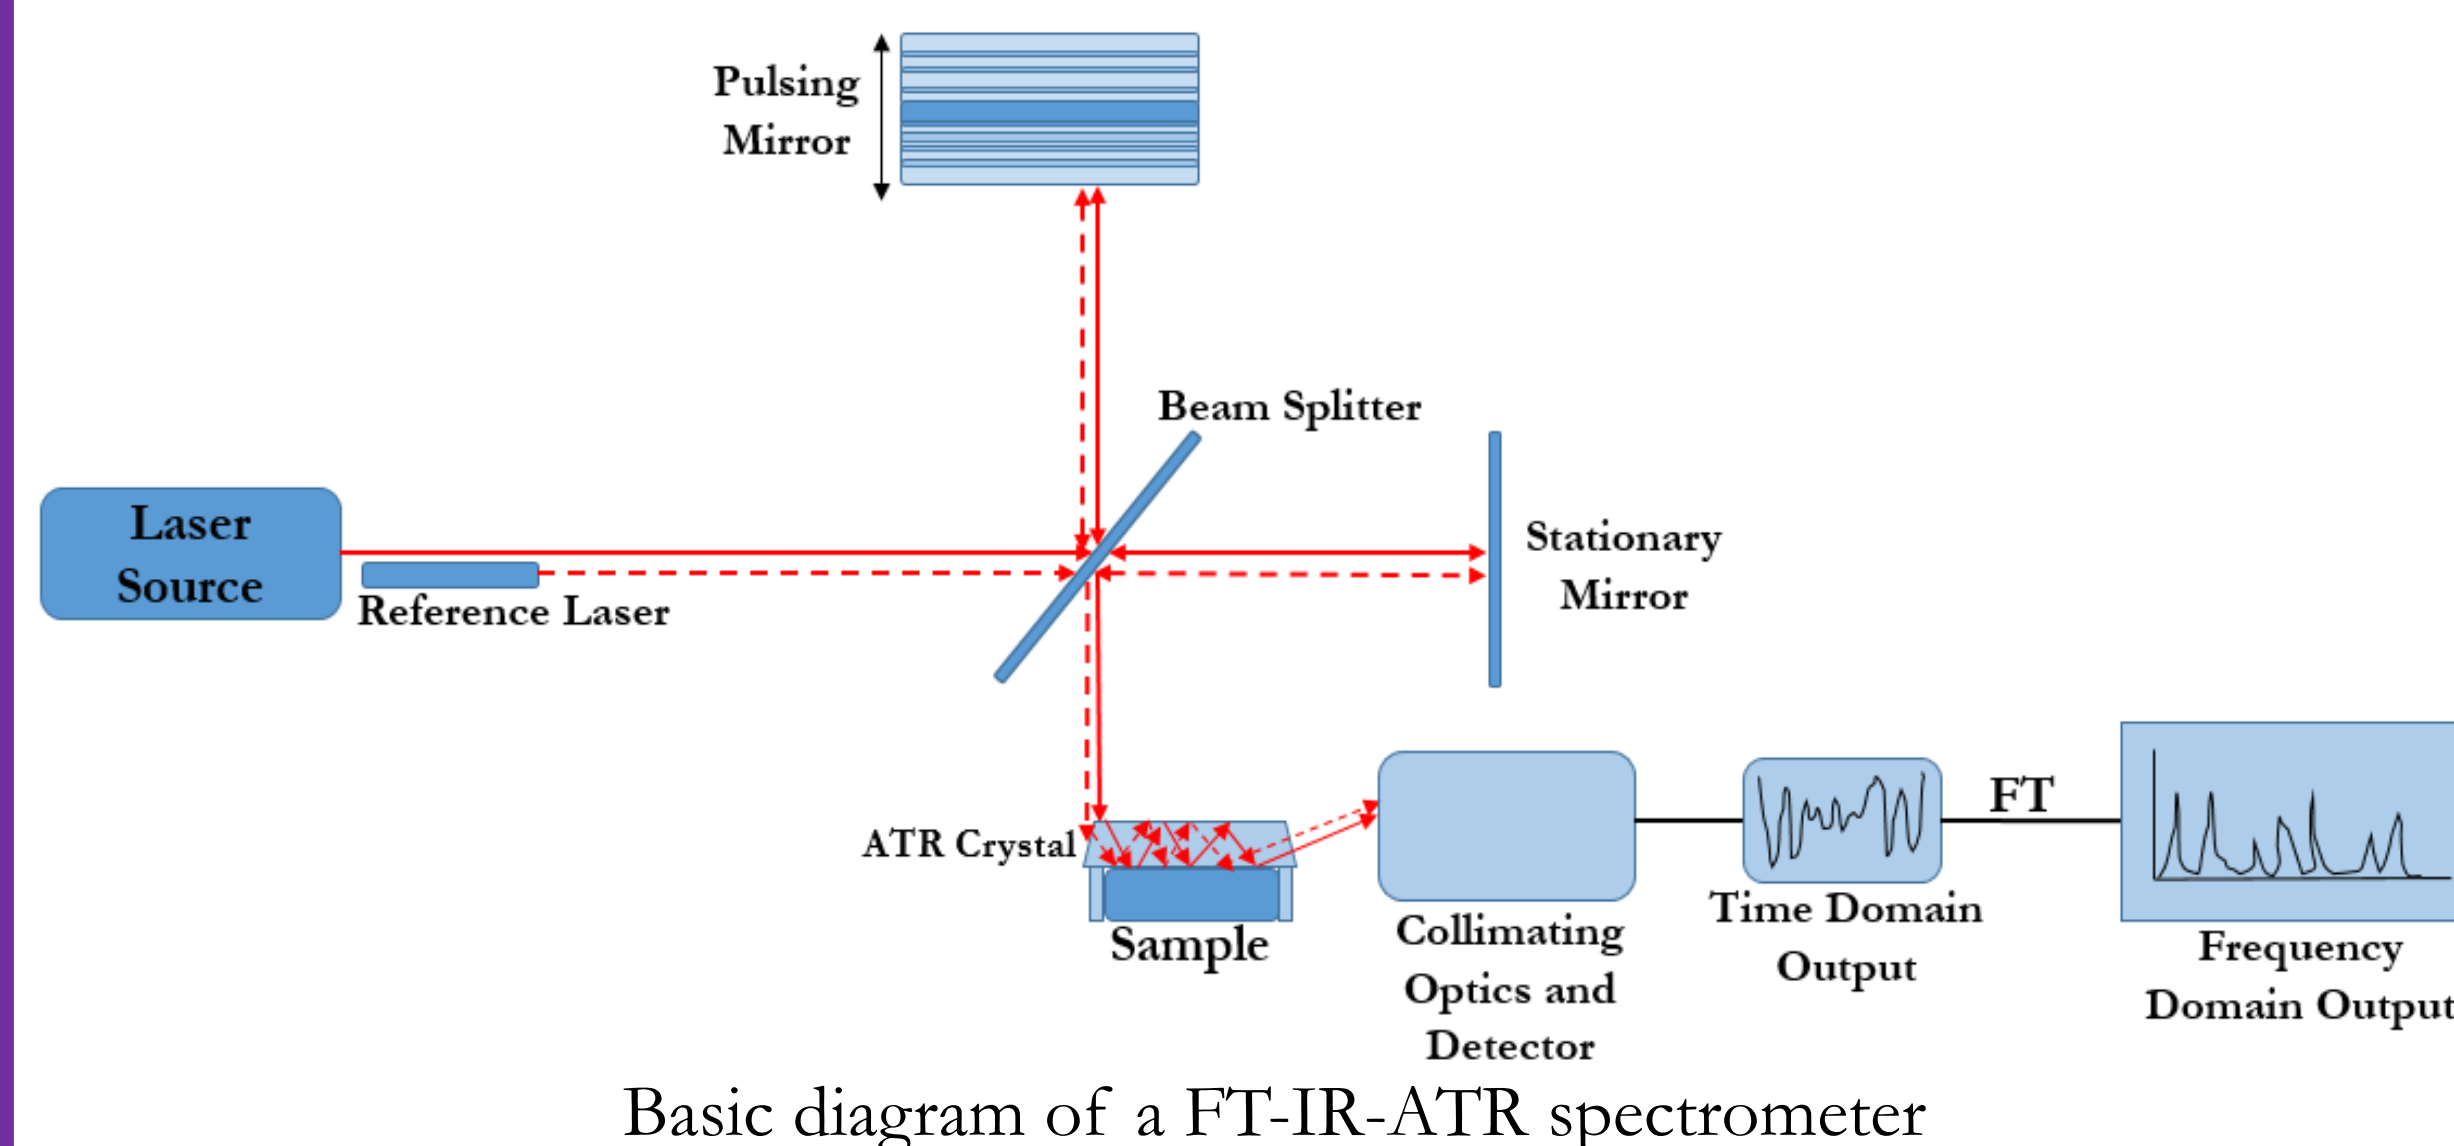 Pulsing
Mirror
Beam Splitter
Laser
Source
Reference Laser
Stationary
Mirror
ATR Crystal
Sample
Collimating
Optics and
Detector
Time Domain
Output
FT
Frequency
Domain Output
Basic diagram of a FT-IR-ATR spectrometer